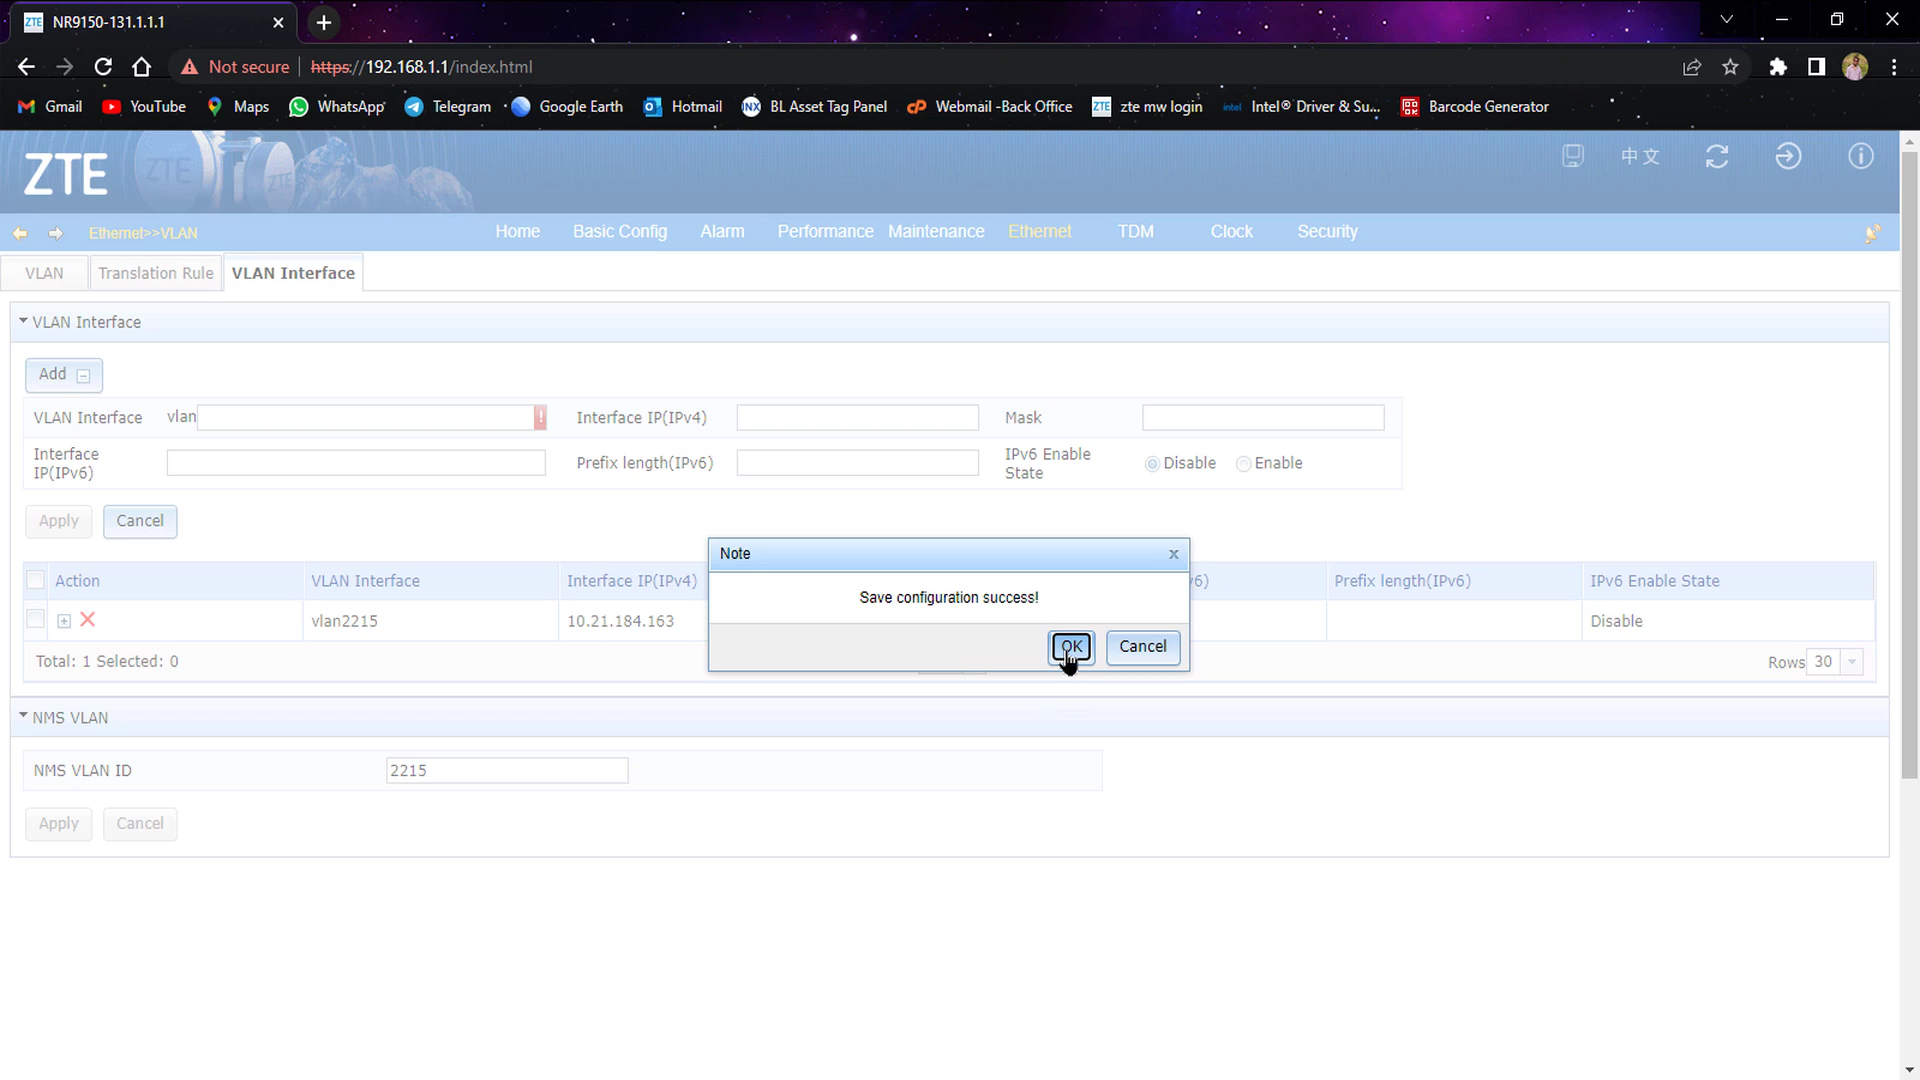 ZTE NR9150-131.1.1.1
Not secure https://192.168.1.1/index.html
Gmail YouTube Maps WhatsApp Telegram Google Earth Hotmail INX BL Asset Tag Panel cP Webmail -Back Office ZTE zte mw login intel Intel® Driver & Su... Barcode Generator
ZTE 中文
Ethernet>>VLAN Home Basic Config Alarm Performance Maintenance Ethernet TDM Clock Security
VLAN Translation Rule VLAN Interface
VLAN Interface
Add
VLAN Interface vlan ! Interface IP(IPv4) Mask
Interface IP(IPv6) Prefix length(IPv6) IPv6 Enable State Disable Enable
Apply Cancel
Note x
Save configuration success!
OK Cancel
Action VLAN Interface Interface IP(IPv4) v6) Prefix length(IPv6) IPv6 Enable State
vlan2215 10.21.184.163 Disable
Total: 1 Selected: 0 Rows 30
NMS VLAN
NMS VLAN ID 2215
Apply Cancel